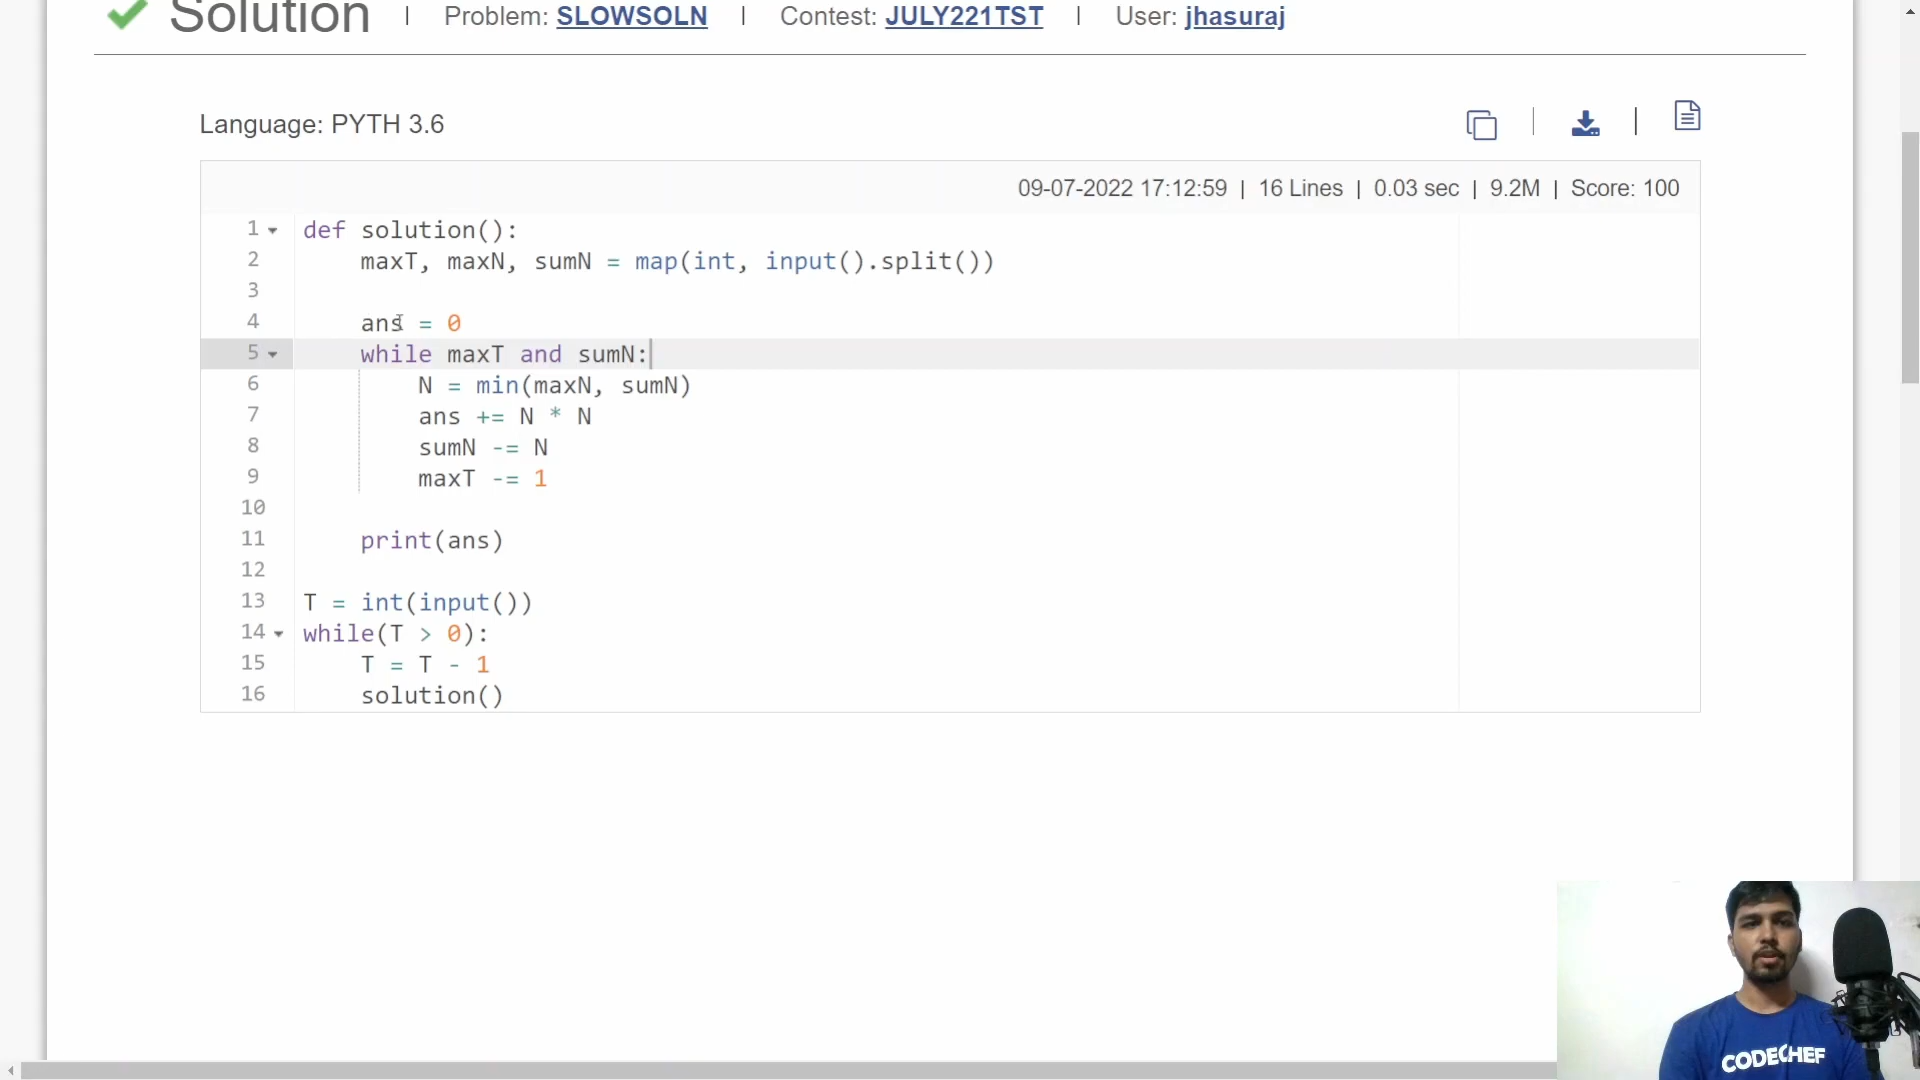 Solution | Problem: SLOWSOLN | Contest: JULY221TST | User: jhasuraj
Language: PYTH 3.6
09-07-2022 17:12:59 | 16 Lines | 0.03 sec | 9.2M | Score: 100
1 def solution():
2 maxT, maxN, sumN = map(int, input().split())
3
4 ans = 0
5 while maxT and sumN:
6 N = min(maxN, sumN)
7 ans += N * N
8 sumN -= N
9 maxT -= 1
10
11 print(ans)
12
13 T = int(input())
14 while(T > 0):
15 T = T - 1
16 solution()
CODECHEF